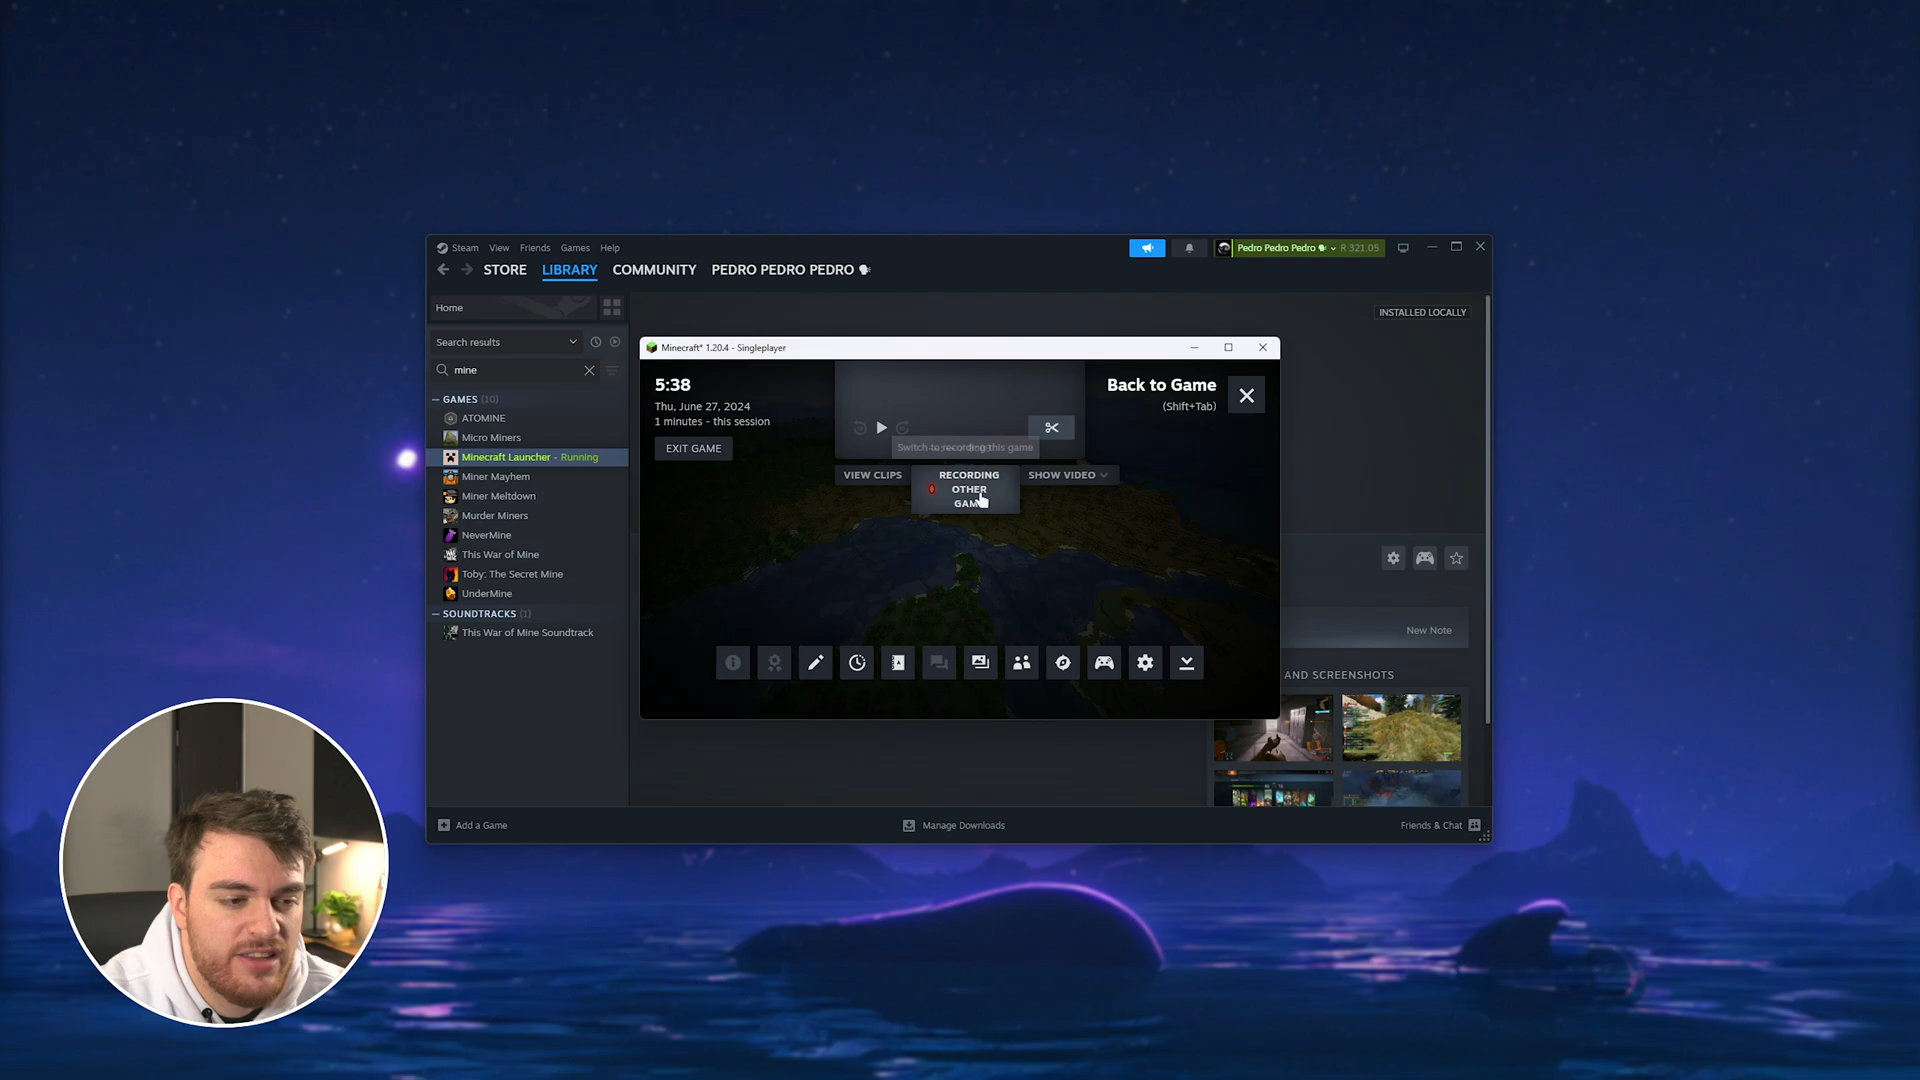 Steam View Friends Games Help
Pedro Pedro Pedro R 321.05
STORE LIBRARY COMMUNITY PEDRO PEDRO PEDRO
Home
INSTALLED LOCALLY
Search results
mine
GAMES (10)
ATOMINE
Micro Miners
Minecraft Launcher - Running
Miner Mayhem
Miner Meltdown
Murder Miners
NeverMine
This War of Mine
Toby: The Secret Mine
UnderMine
SOUNDTRACKS (1)
This War of Mine Soundtrack
Minecraft* 1.20.4 - Singleplayer
5:38
Thu, June 27, 2024
1 minutes - this session
EXIT GAME
Back to Game
(Shift+Tab)
Switch to recording this game
VIEW CLIPS
RECORDING
OTHER
GAME
SHOW VIDEO
New Note
AND SCREENSHOTS
Add a Game
Manage Downloads
Friends & Chat